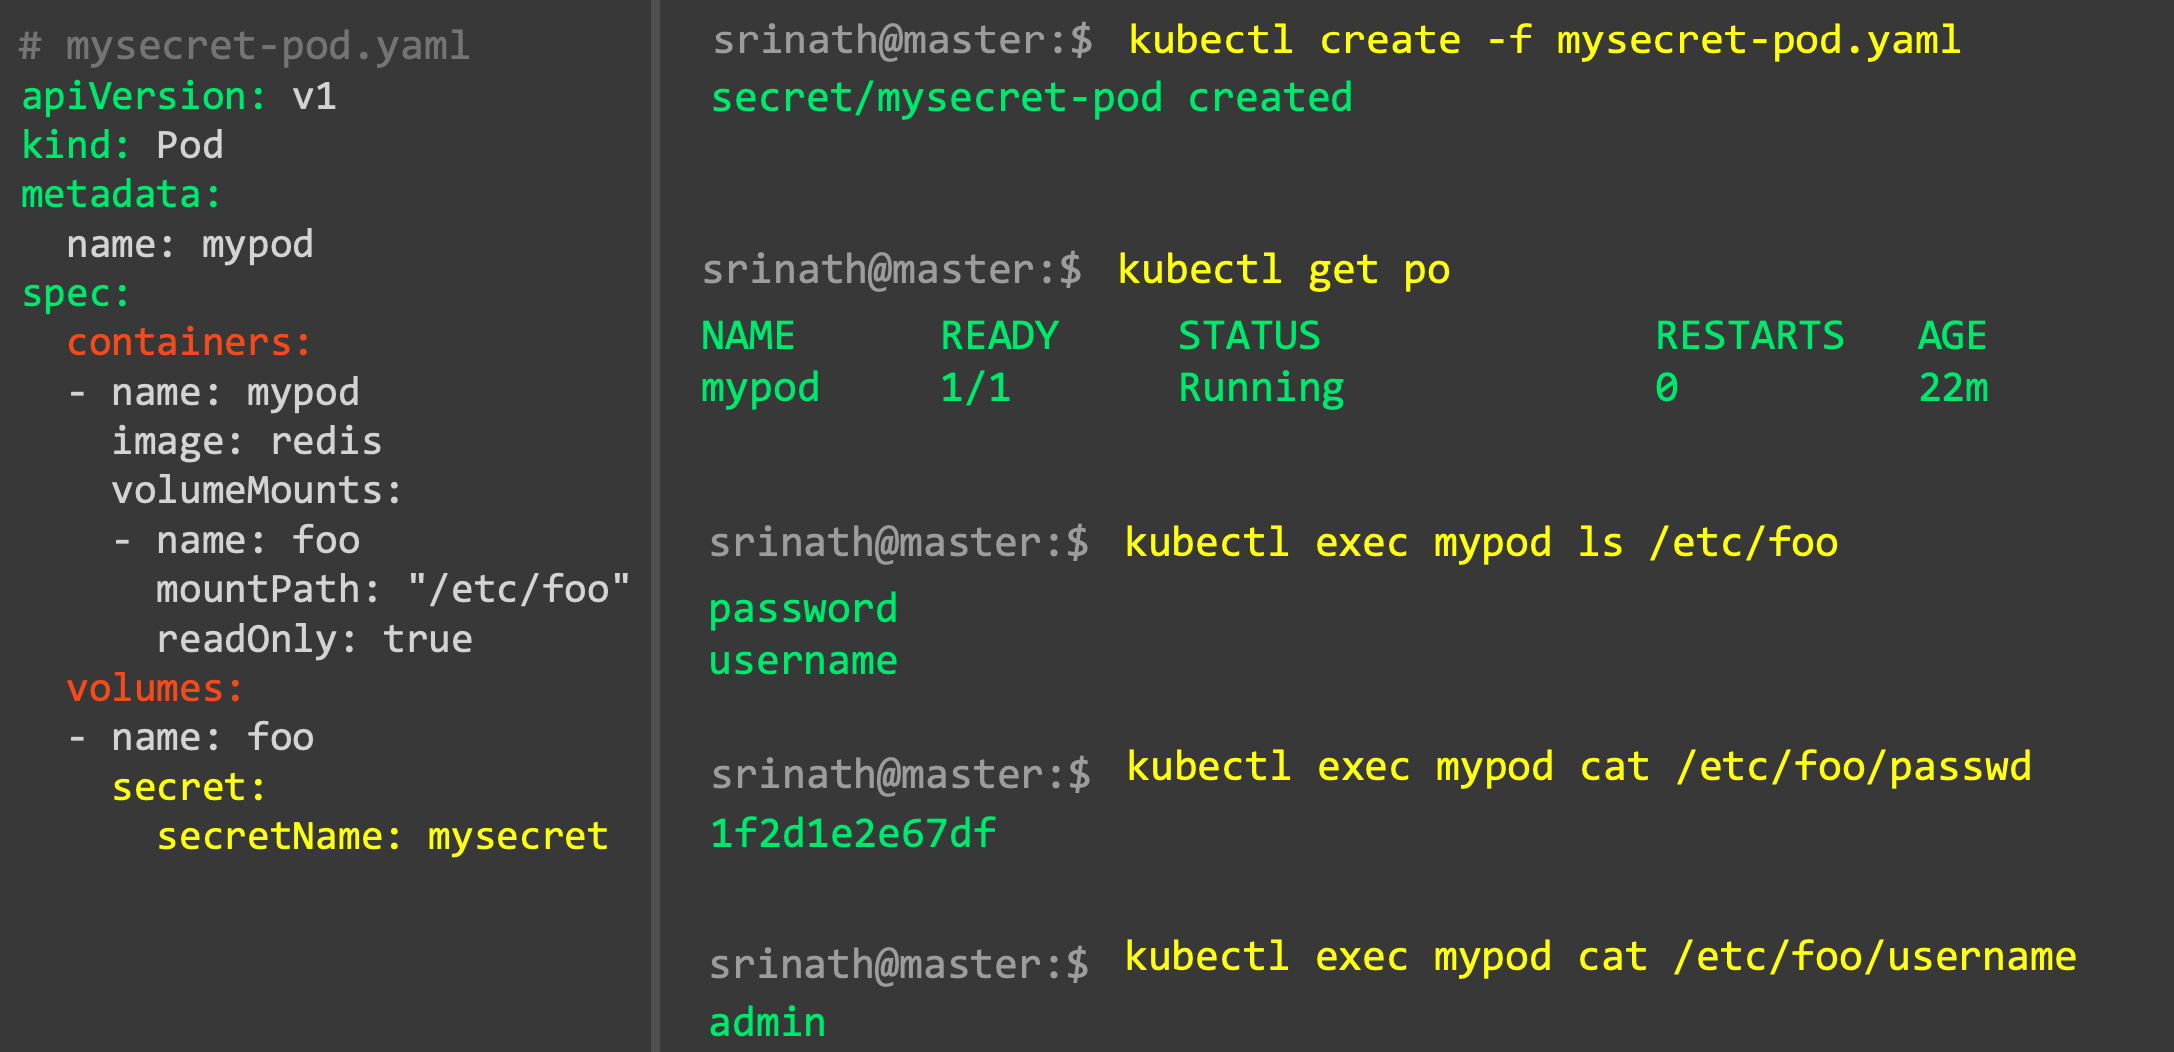 # mysecret-pod.yaml
apiVersion: v1
kind: Pod
metadata:
  name: mypod
spec:
  containers:
  - name: mypod
    image: redis
    volumeMounts:
    - name: foo
      mountPath: "/etc/foo"
      readOnly: true
  volumes:
  - name: foo
    secret:
      secretName: mysecret
srinath@master:$ kubectl create -f mysecret-pod.yaml
secret/mysecret-pod created
srinath@master:$ kubectl get po
NAME READY STATUS RESTARTS AGE
mypod 1/1 Running 0 22m
srinath@master:$ kubectl exec mypod ls /etc/foo
password
username
srinath@master:$ kubectl exec mypod cat /etc/foo/passwd
1f2d1e2e67df
srinath@master:$ kubectl exec mypod cat /etc/foo/username
admin